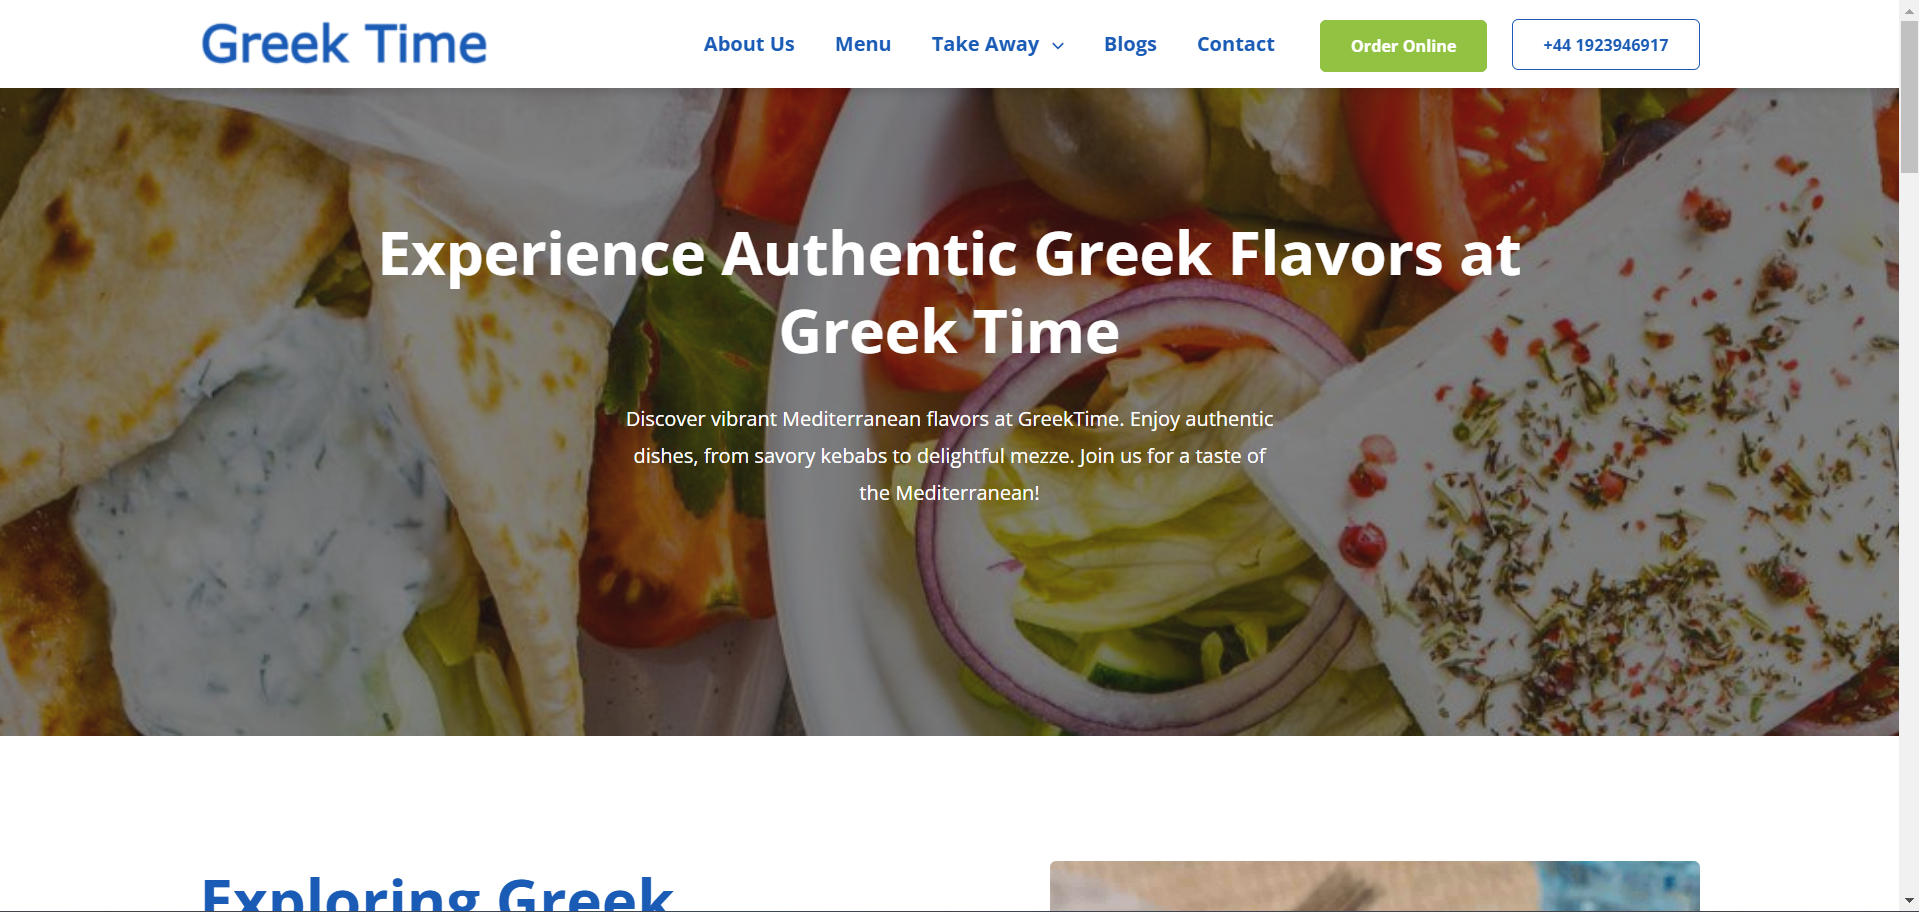 Greek Time
About Us
Menu
Take Away
Blogs
Contact
Order Online
+44 1923946917
Experience Authentic Greek Flavors at
Greek Time
Discover vibrant Mediterranean flavors at GreekTime. Enjoy authentic
dishes, from savory kebabs to delightful mezze. Join us for a taste of
the Mediterranean!
Exploring Greek